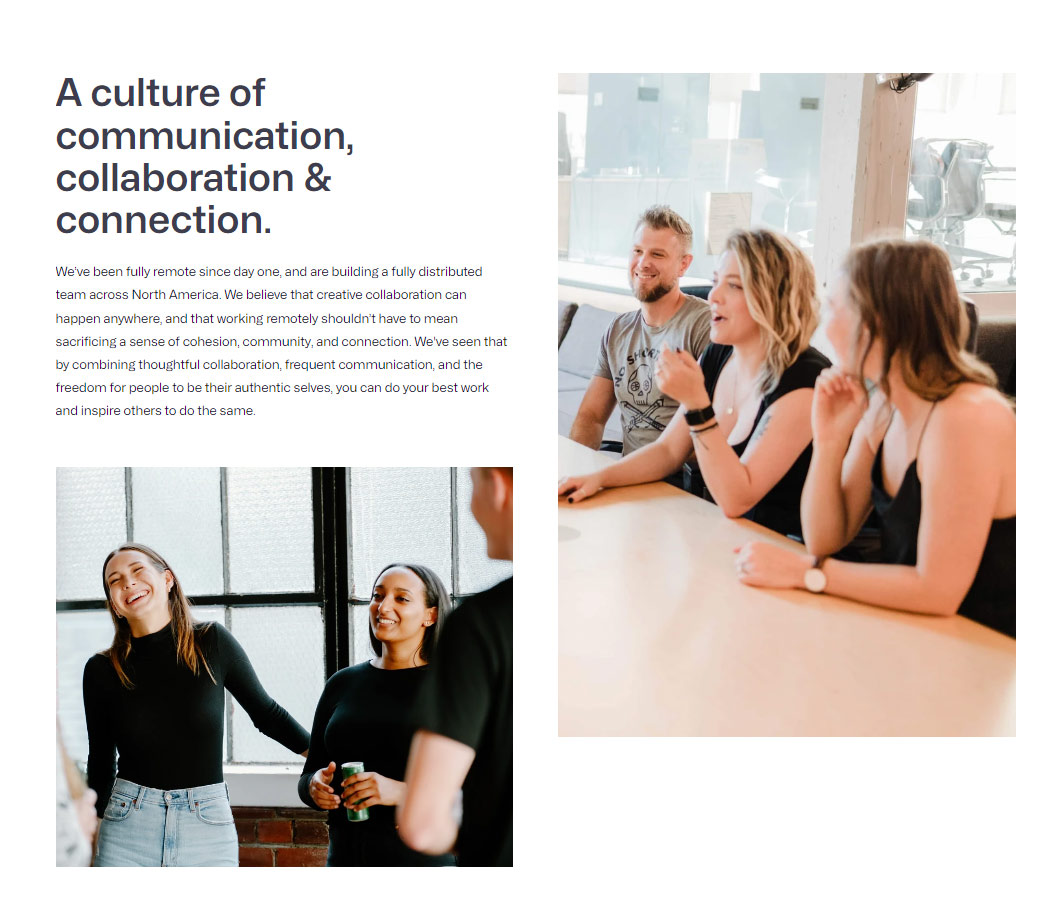 A culture of
communication,
collaboration &
connection.
We've been fully remote since day one, and are building a fully distributed
team across North America. We believe that creative collaboration can
happen anywhere, and that working remotely shouldn't have to mean
sacrificing a sense of cohesion, community, and connection. We've seen that
by combining thoughtful collaboration, frequent communication, and the
freedom for people to be their authentic selves, you can do your best work
and inspire others to do the same.
NO